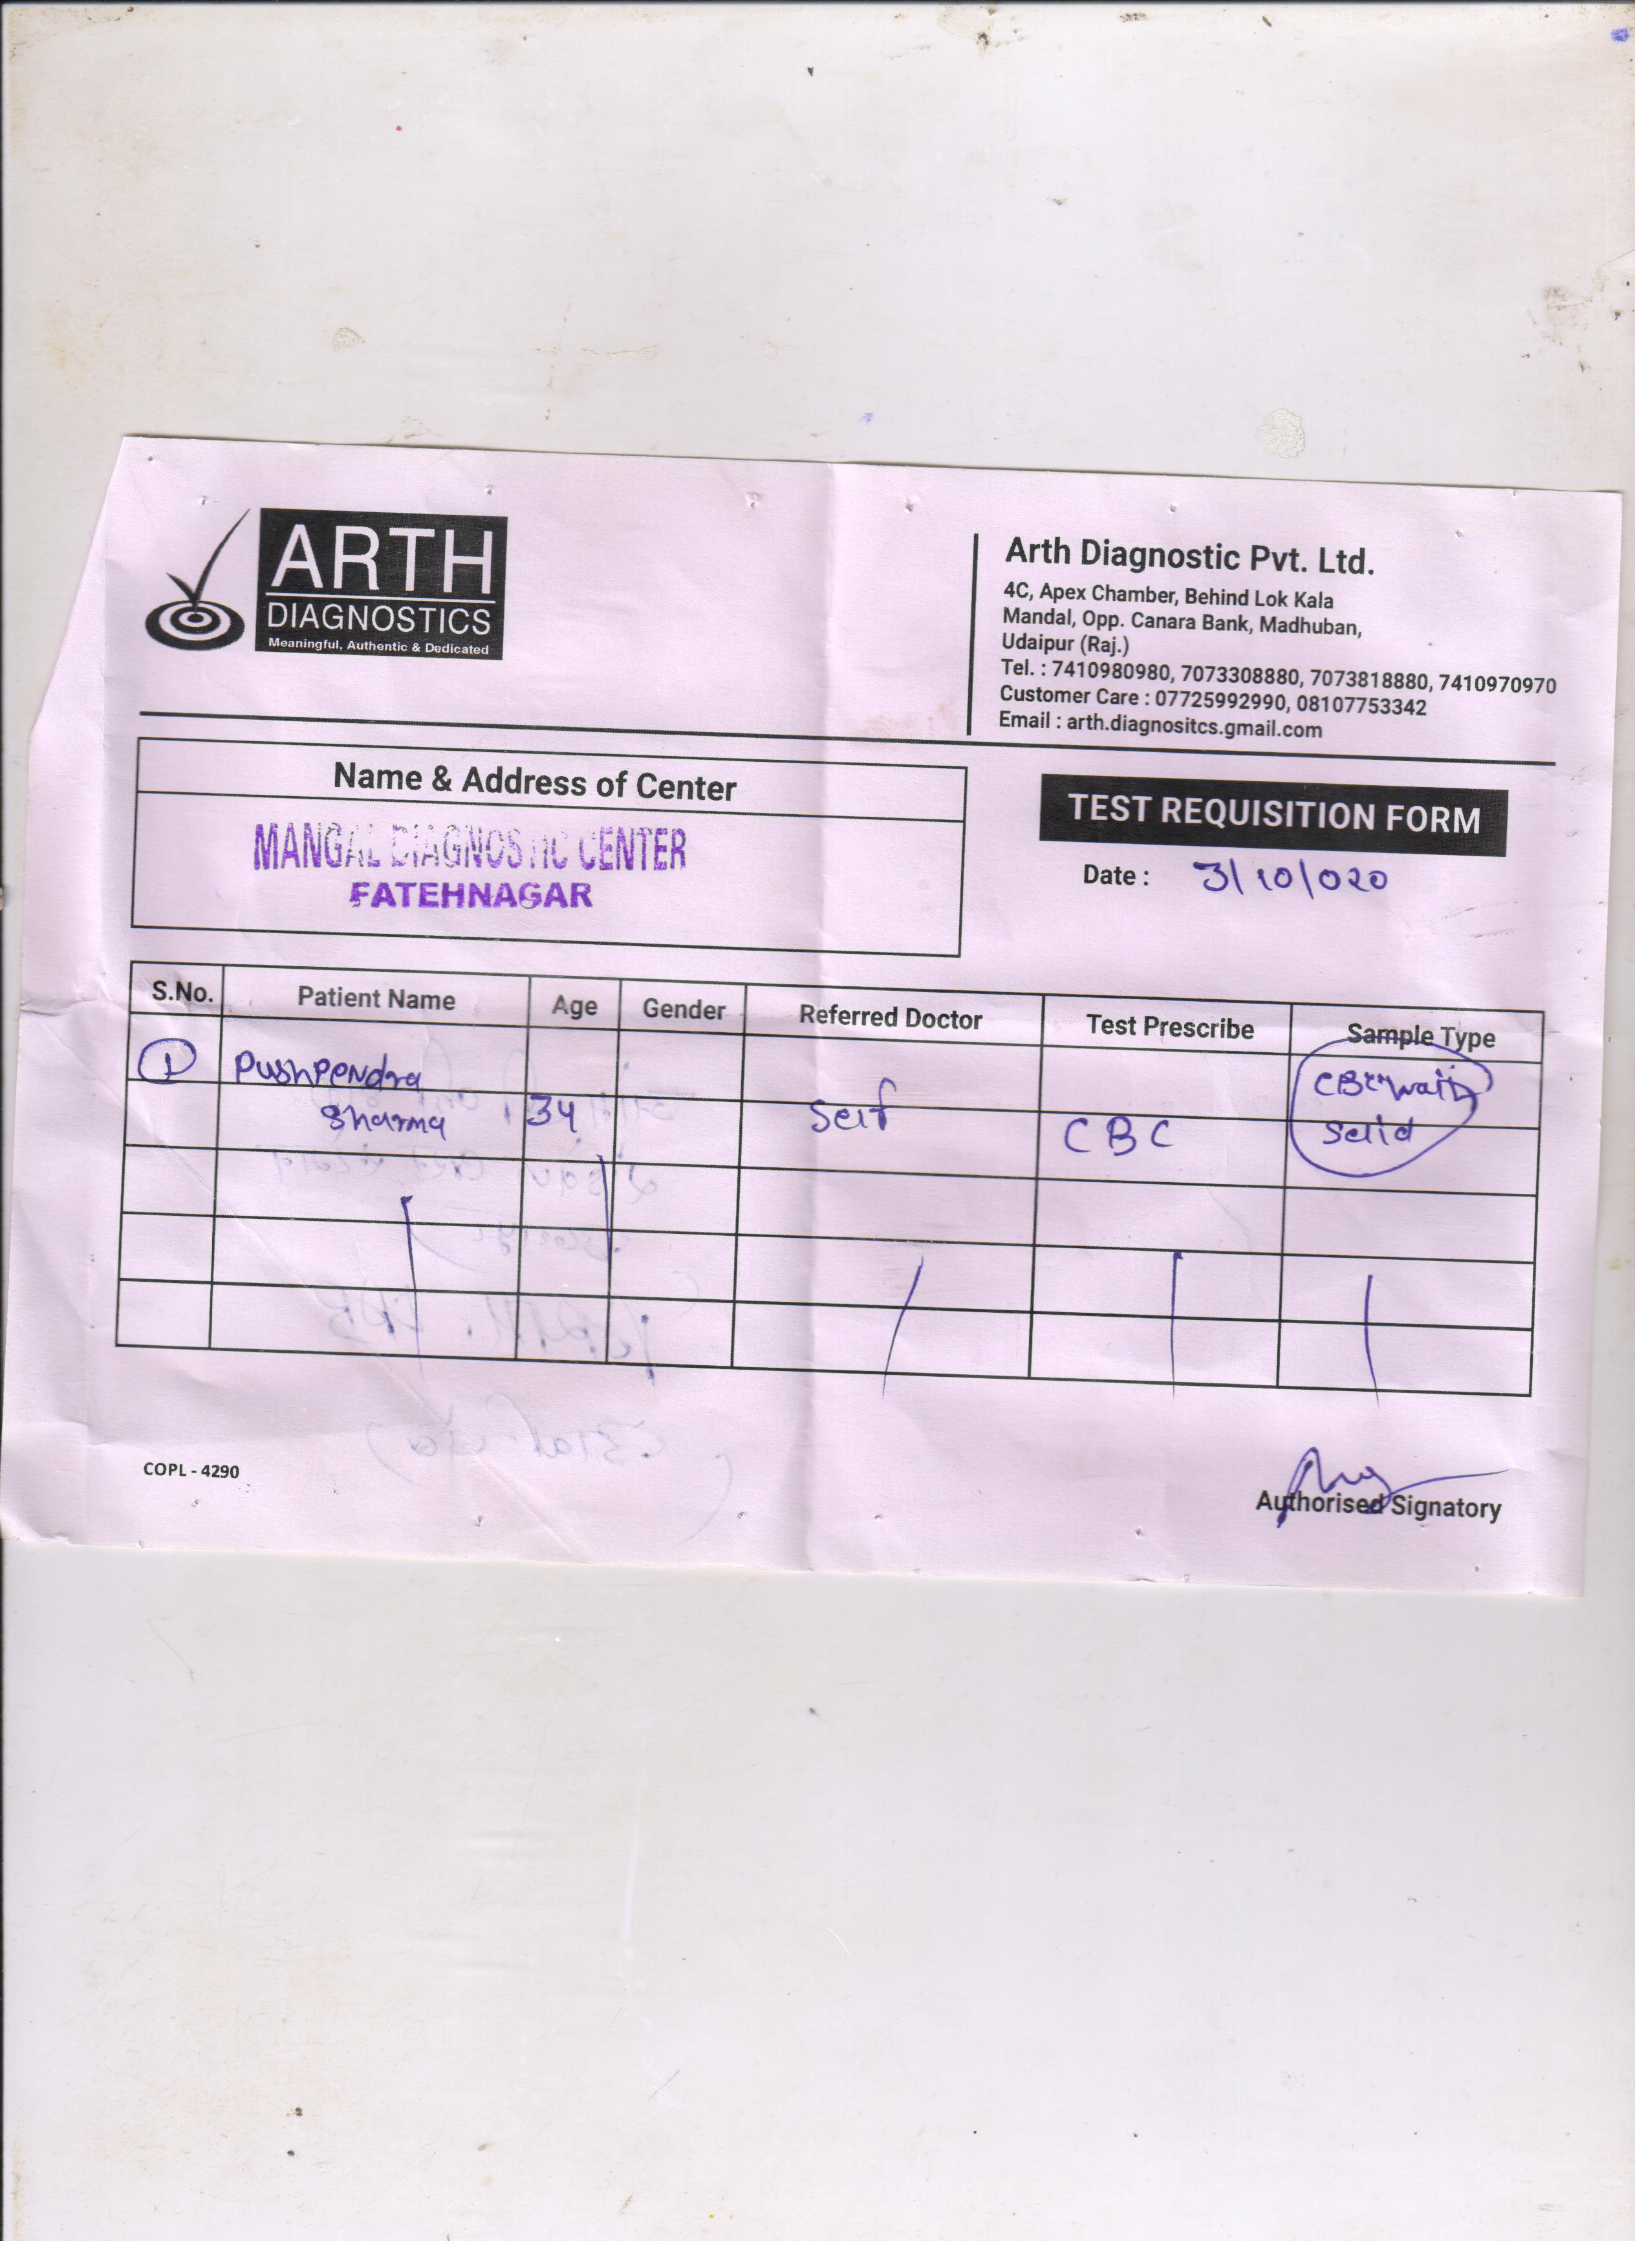 ARTH
DIAGNOSTICS
Meaningful, Authentic & Dedicated
Arth Diagnostic Pvt. Ltd.
4C, Apex Chamber, Behind Lok Kala
Mandal, Opp. Canara Bank, Madhuban,
Udaipur (Raj.)
Tel. : 7410980980, 7073308880, 7073818880, 7410970970
Customer Care : 07725992990, 08107753342
Email : arth.diagnositcs.gmail.com
Name & Address of Center
MANGAL DIAGNOSTIC CENTER
FATEHNAGAR
TEST REQUISITION FORM
Date : 3/10/020
S.No. Patient Name Age Gender Referred Doctor Test Prescribe Sample Type
1 Pushpendra CBC
Sharma 34 Self CBC
COPL - 4290
Authorised Signatory